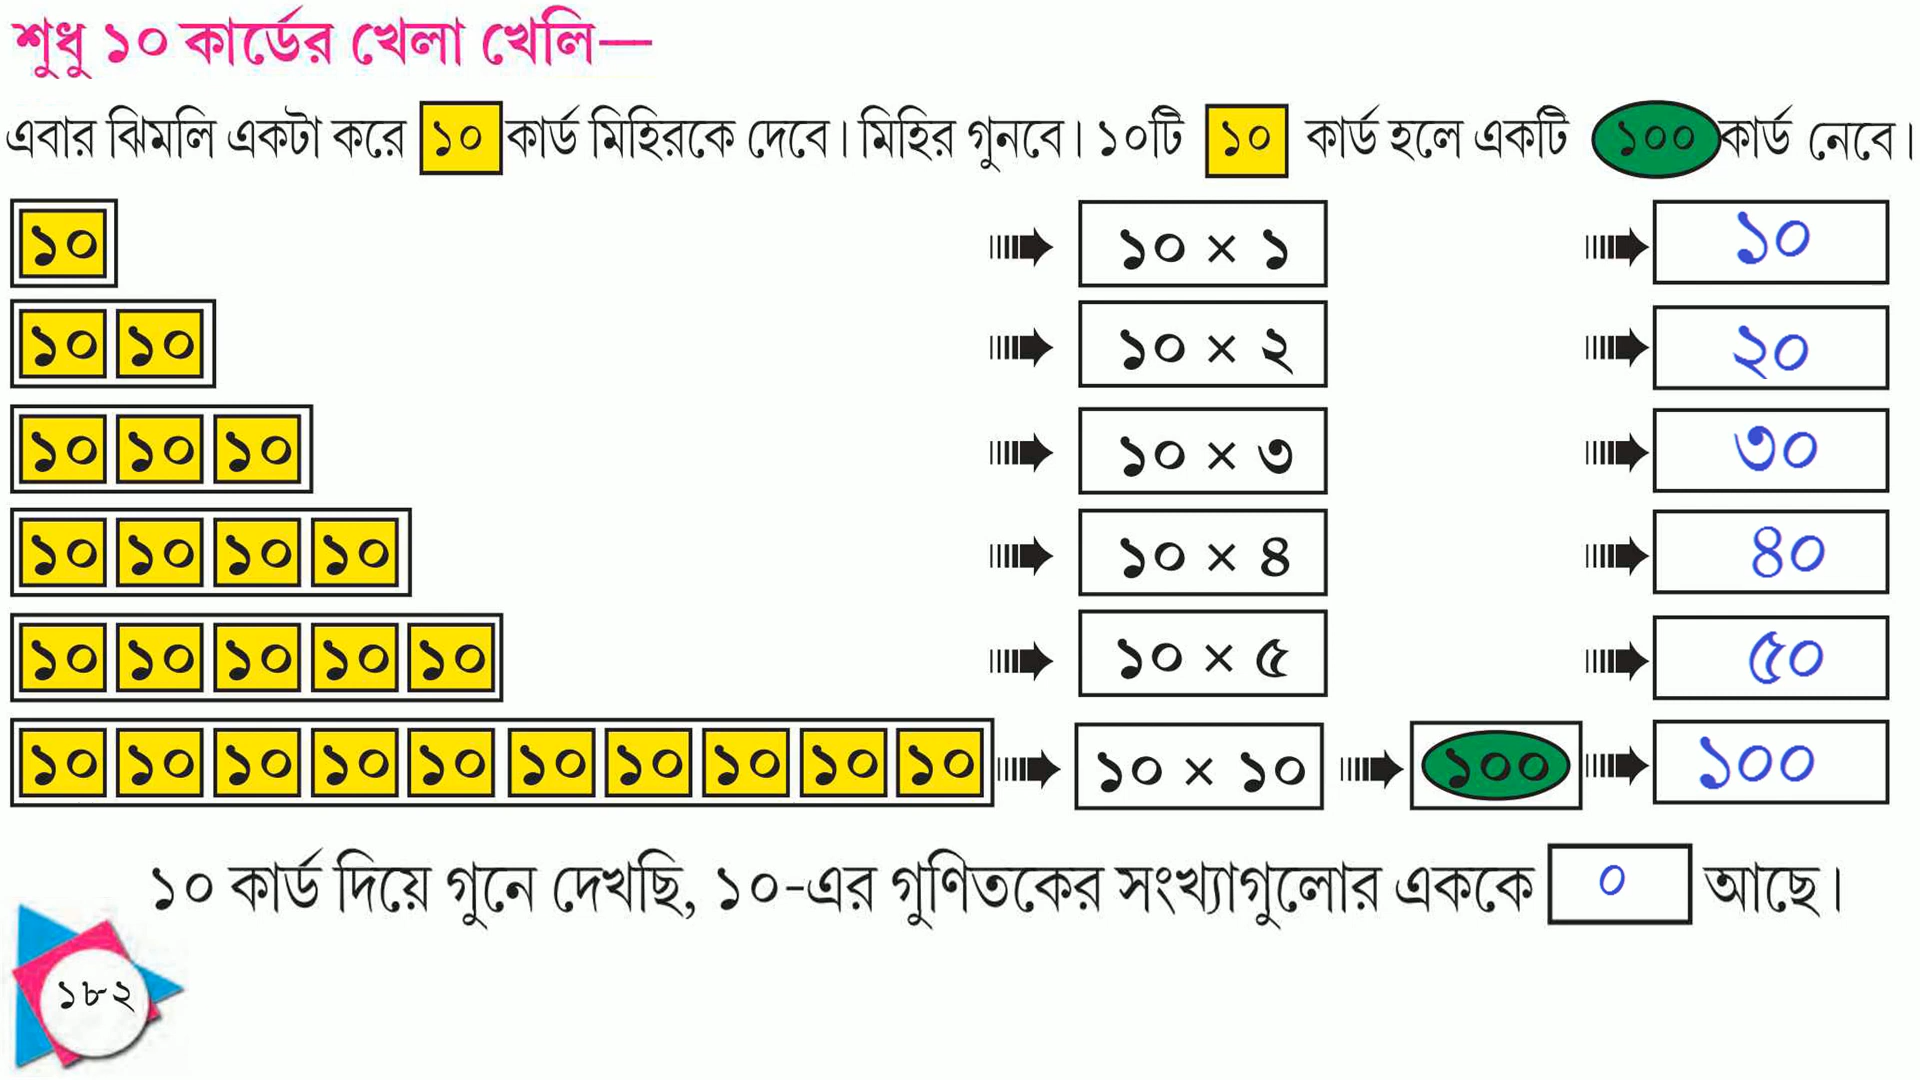 শুধু ১০ কার্ডের খেলা খেলি—
এবার ঝিমলি একটা করে ১০ কার্ড মিহিরকে দেবে। মিহির গুনবে। ১০টি ১০ কার্ড হলে একটি ১০০ কার্ড নেবে।
১০ ১০ × ১ ১০
১০ ১০ ১০ × ২ ২০
১০ ১০ ১০ ১০ × ৩ ৩০
১০ ১০ ১০ ১০ ১০ × ৪ ৪০
১০ ১০ ১০ ১০ ১০ ১০ × ৫ ৫০
১০ ১০ ১০ ১০ ১০ ১০ ১০ ১০ ১০ ১০ ১০ × ১০ ১০০ ১০০
১০ কার্ড দিয়ে গুনে দেখছি, ১০-এর গুণিতকের সংখ্যাগুলোর এককে ০ আছে।
১৮২